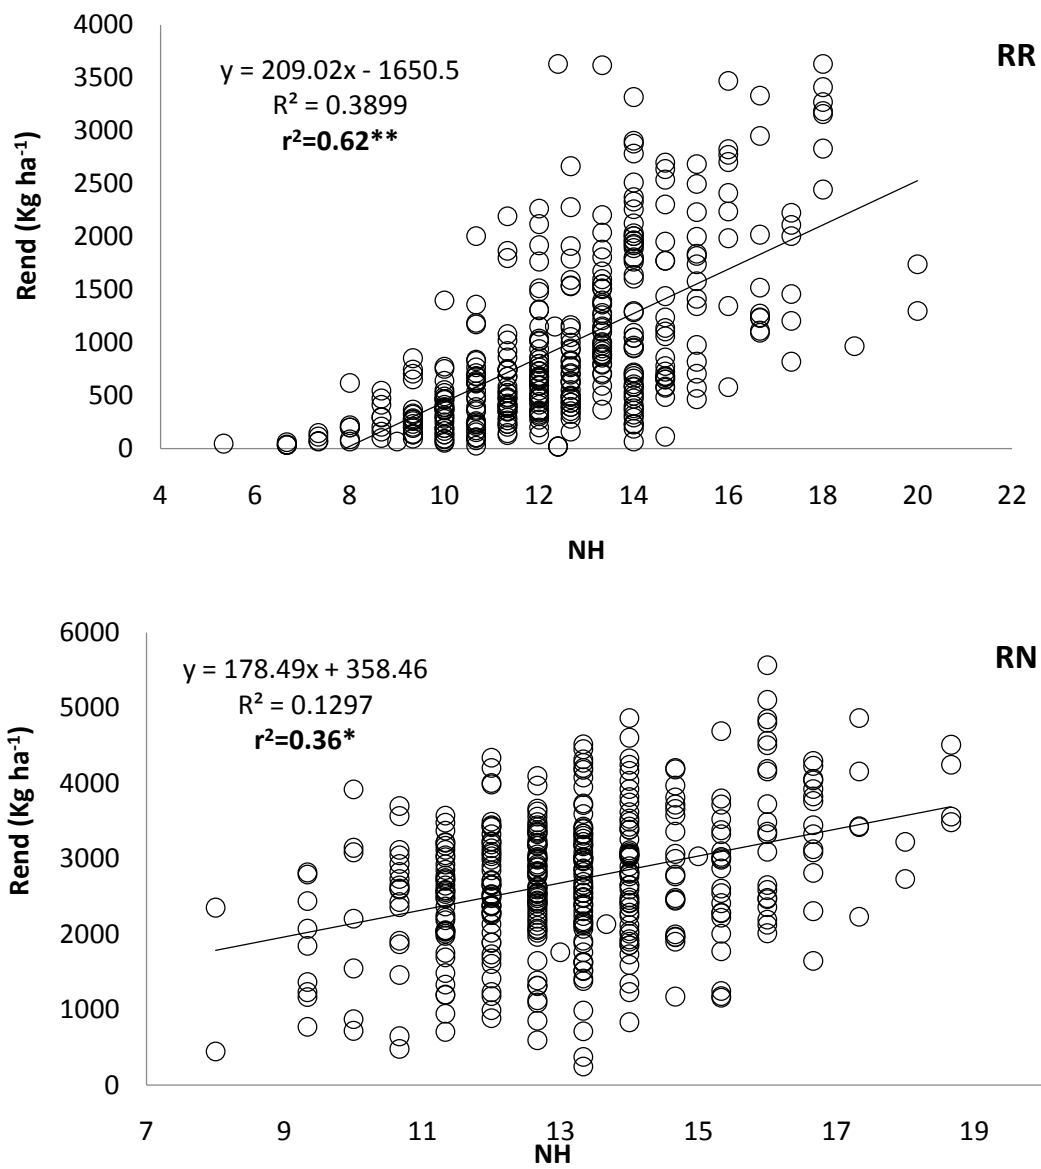 4000
3500
3000
2500
2000
1500
1000
500
0
Rend (Kg ha⁻¹)
y = 209.02x - 1650.5
R² = 0.3899
r²=0.62**
RR
4 6 8 10 12 14 16 18 20 22
NH
6000
5000
4000
3000
2000
1000
0
Rend (Kg ha⁻¹)
y = 178.49x + 358.46
R² = 0.1297
r²=0.36*
RN
7 9 11 13 15 17 19
NH